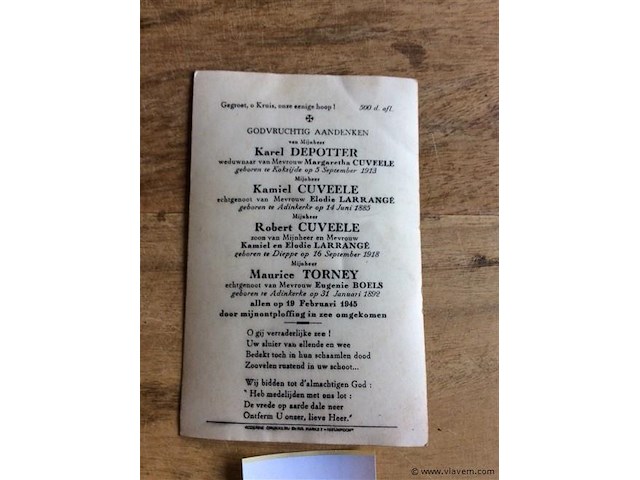 Gegroet, o Kruis, onze eenige hoop! 500 d. afl.
GODVRUCHTIG AANDENKEN
van Mijnheer
Karel DEPOTTER
weduwnaar van Mevrouw Margaretha CUVEELE
geboren te Koksijde op 5 September 1913
Mijnheer
Kamiel CUVEELE
echtgenoot van Mevrouw Elodie LARRANGÉ
geboren te Adinkerke op 14 Juni 1885
Mijnheer
Robert CUVEELE
zoon van Mijnheer en Mevrouw
Kamiel en Elodie LARRANGÉ
geboren te Dieppe op 16 September 1918
Mijnheer
Maurice TORNEY
echtgenoot van Mevrouw Eugenie BOELS
geboren te Adinkerke op 31 Januari 1892
allen op 19 Februari 1945
door mijnontploffing in zee omgekomen
O gij verraderlijke zee!
Uw sluier van allende en wee
Bedekt toch in hun schaamlen dood
Zoovelen rustend in uw schoot...
Wij bidden tot d'almachtigen God:
"Heb medelijden met ons lot:
De vrede op aarde dale neer
Ontferm U onzer, lieve Heer."
MODERNE DRUKKERIJ
© www.vlavem.com